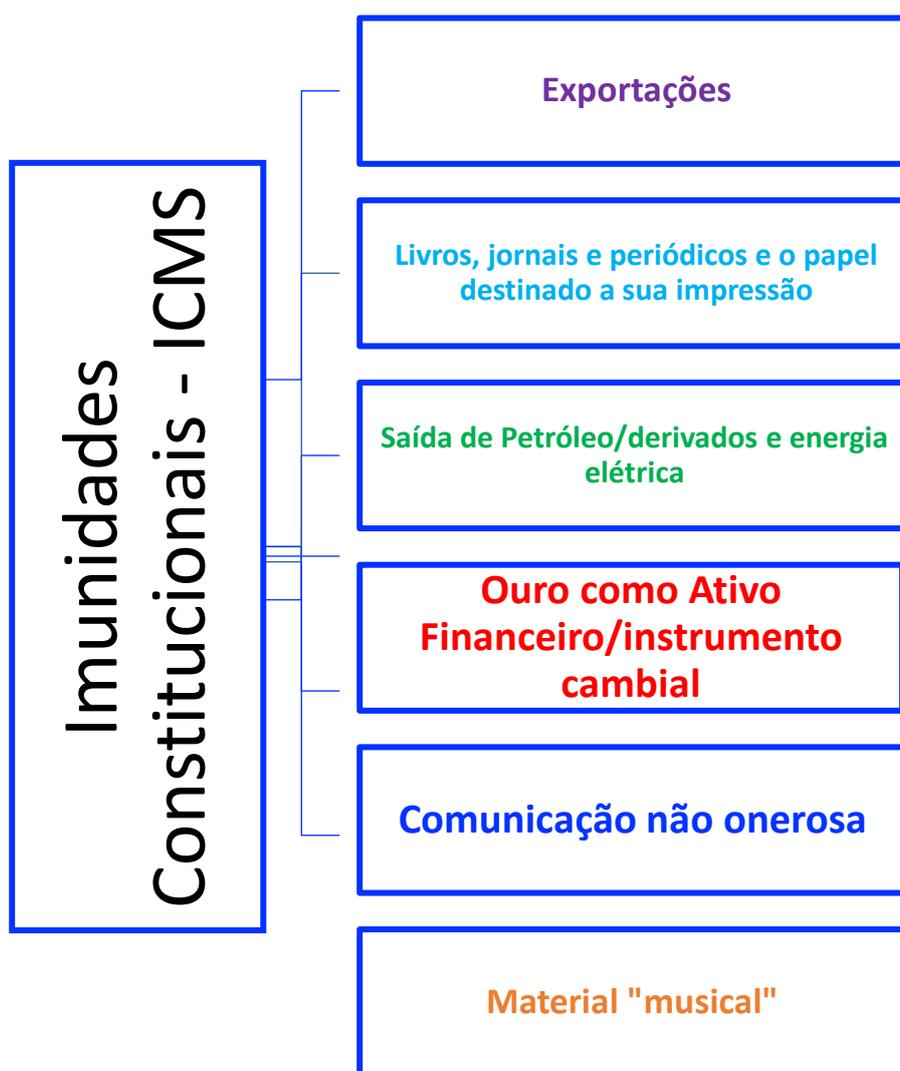 Imunidades
Constitucionais - ICMS
Exportações
Livros, jornais e periódicos e o papel
destinado a sua impressão
Saída de Petróleo/derivados e energia
elétrica
Ouro como Ativo
Financeiro/instrumento
cambial
Comunicação não onerosa
Material "musical"